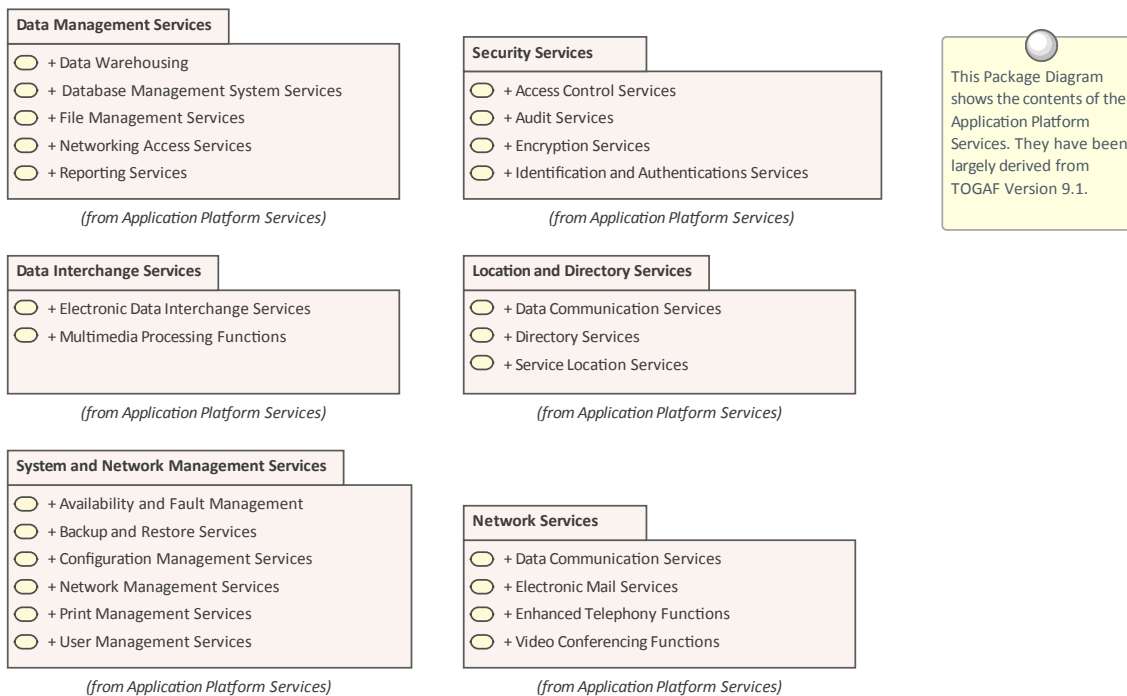 Data Management Services
+ Data Warehousing
+ Database Management System Services
+ File Management Services
+ Networking Access Services
+ Reporting Services
(from Application Platform Services)
Security Services
+ Access Control Services
+ Audit Services
+ Encryption Services
+ Identification and Authentications Services
(from Application Platform Services)
This Package Diagram
shows the contents of the
Application Platform
Services. They have been
largely derived from
TOGAF Version 9.1.
Data Interchange Services
+ Electronic Data Interchange Services
+ Multimedia Processing Functions
(from Application Platform Services)
Location and Directory Services
+ Data Communication Services
+ Directory Services
+ Service Location Services
(from Application Platform Services)
System and Network Management Services
+ Availability and Fault Management
+ Backup and Restore Services
+ Configuration Management Services
+ Network Management Services
+ Print Management Services
+ User Management Services
(from Application Platform Services)
Network Services
+ Data Communication Services
+ Electronic Mail Services
+ Enhanced Telephony Functions
+ Video Conferencing Functions
(from Application Platform Services)